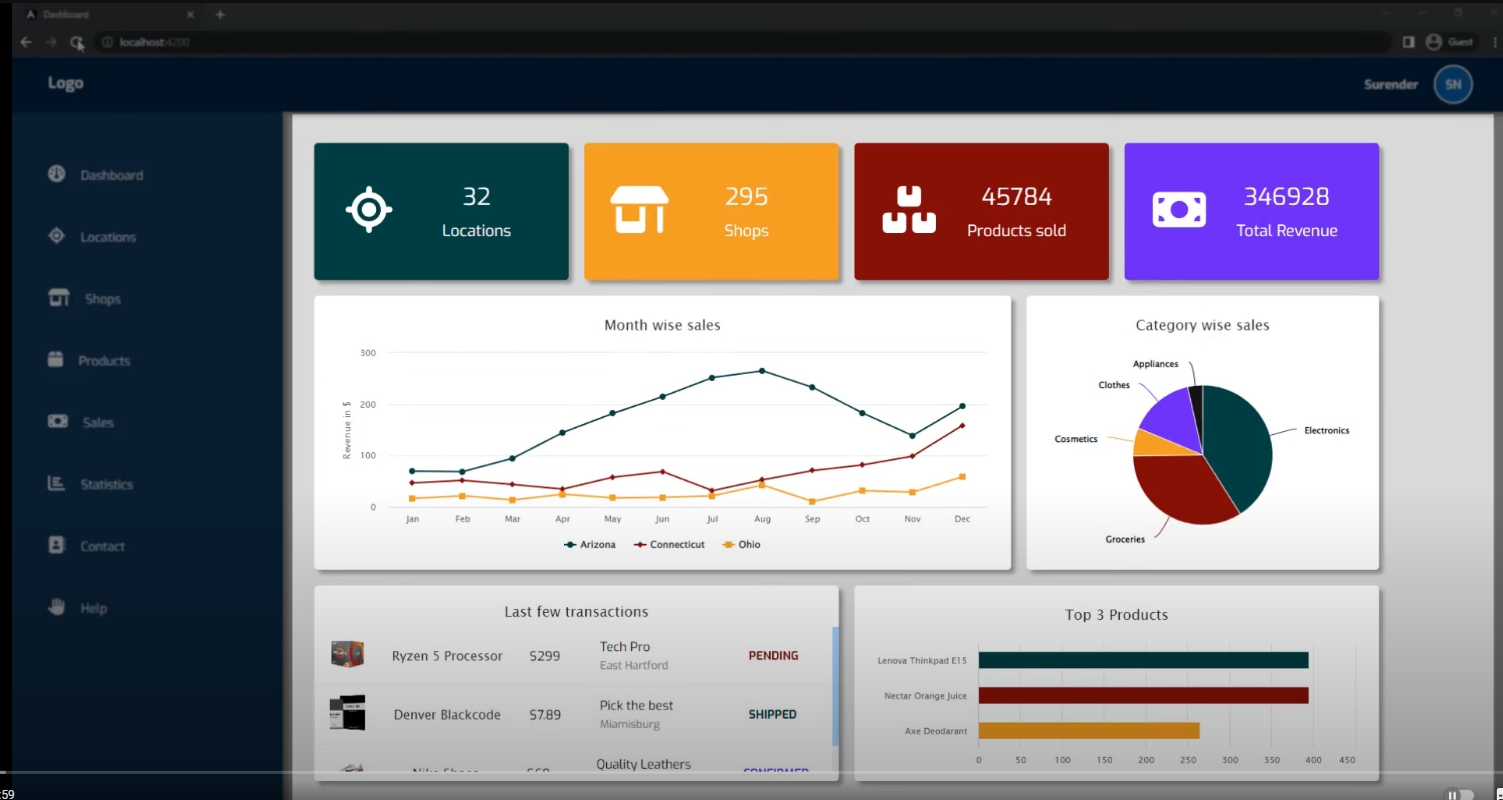 Dashboard
localhost:4200
Guest
Logo
Surender
SN
Dashboard
Locations
Shops
Products
Sales
Statistics
Contact
Help
32
Locations
295
Shops
45784
Products sold
346928
Total Revenue
Month wise sales
Revenue in $
300
200
100
0
Jan Feb Mar Apr May Jun Jul Aug Sep Oct Nov Dec
Arizona Connecticut Ohio
Category wise sales
Appliances
Clothes
Cosmetics
Electronics
Groceries
Last few transactions
Ryzen 5 Processor $299 Tech Pro
East Hartford
PENDING
Denver Blackcode $7.89 Pick the best
Miamisburg
SHIPPED
Nike Shoes $60 Quality Leathers
CONFIRMED
Top 3 Products
Lenova Thinkpad E15
Nectar Orange Juice
Axe Deodarant
0 50 100 150 200 250 300 350 400 450
:59